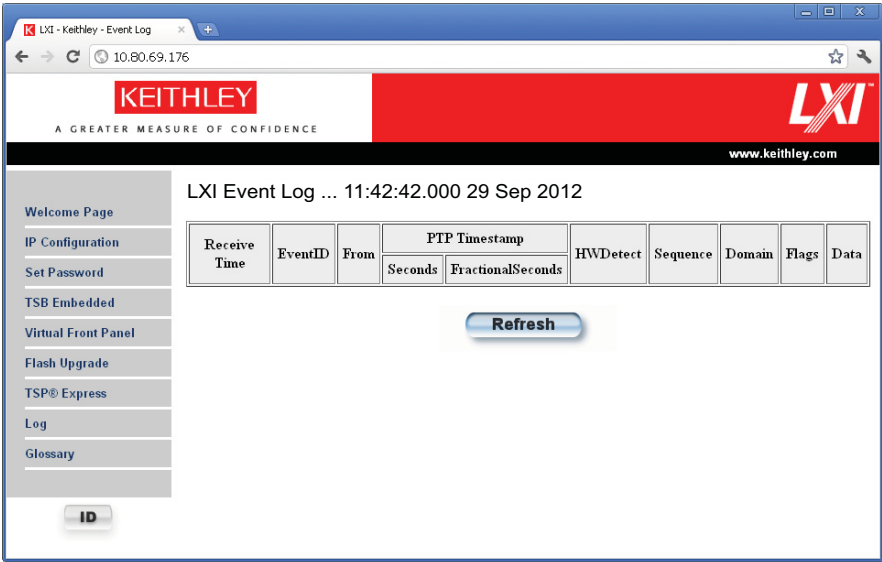 LXI - Keithley - Event Log
10.80.69.176
KEITHLEY
A GREATER MEASURE OF CONFIDENCE
LXI™
www.keithley.com
Welcome Page
IP Configuration
Set Password
TSB Embedded
Virtual Front Panel
Flash Upgrade
TSP® Express
Log
Glossary
ID
LXI Event Log ... 11:42:42.000 29 Sep 2012
Receive Time EventID From PTP Timestamp HWDetect Sequence Domain Flags Data
Seconds FractionalSeconds
Refresh